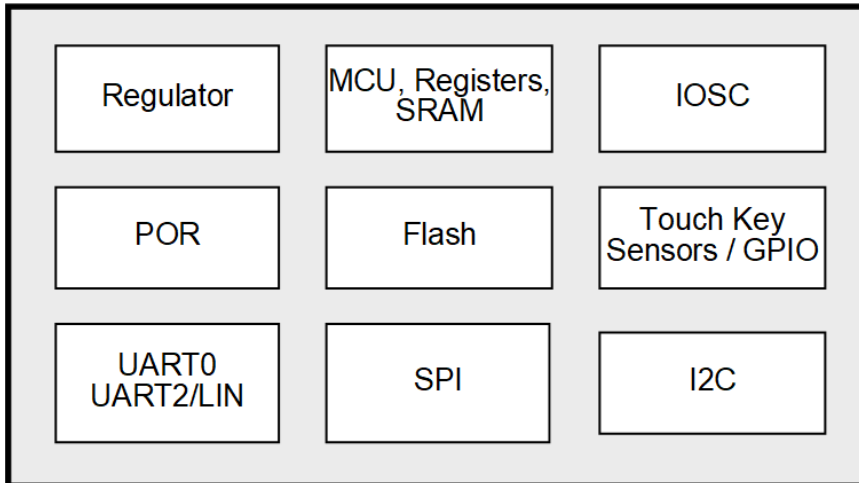 Regulator
MCU, Registers,
SRAM
IOSC
POR
Flash
Touch Key
Sensors / GPIO
UART0
UART2/LIN
SPI
I2C